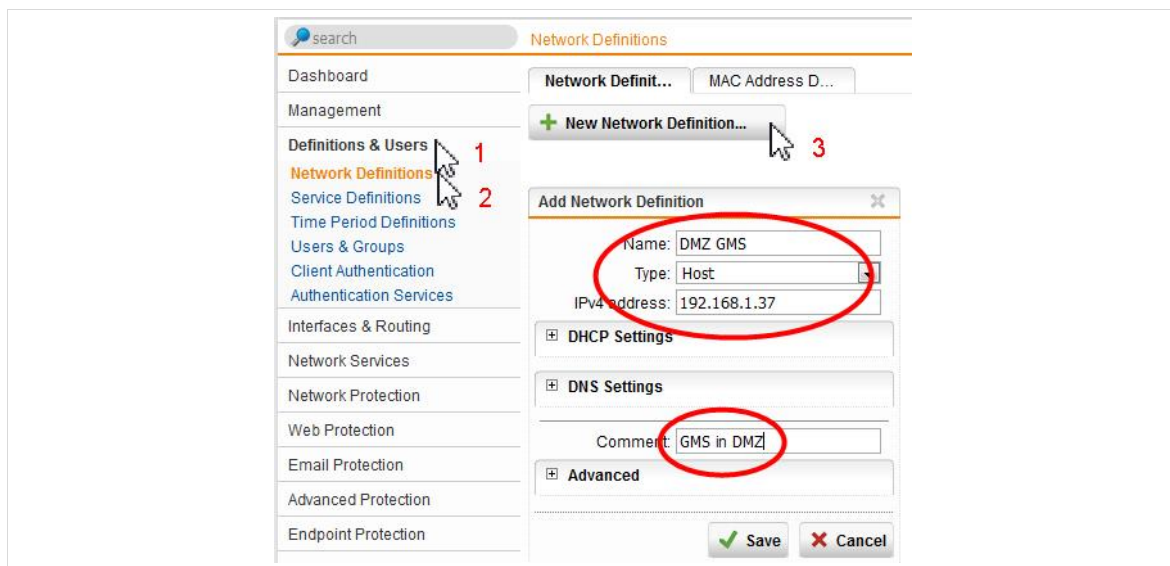 search
Network Definitions
Dashboard
Management
Definitions & Users
1
Network Definitions
2
Service Definitions
Time Period Definitions
Users & Groups
Client Authentication
Authentication Services
Interfaces & Routing
Network Services
Network Protection
Web Protection
Email Protection
Advanced Protection
Endpoint Protection
Network Definit...
MAC Address D...
New Network Definition...
3
Add Network Definition
Name: DMZ GMS
Type: Host
IPv4 address: 192.168.1.37
DHCP Settings
DNS Settings
Comment: GMS in DMZ
Advanced
Save
Cancel